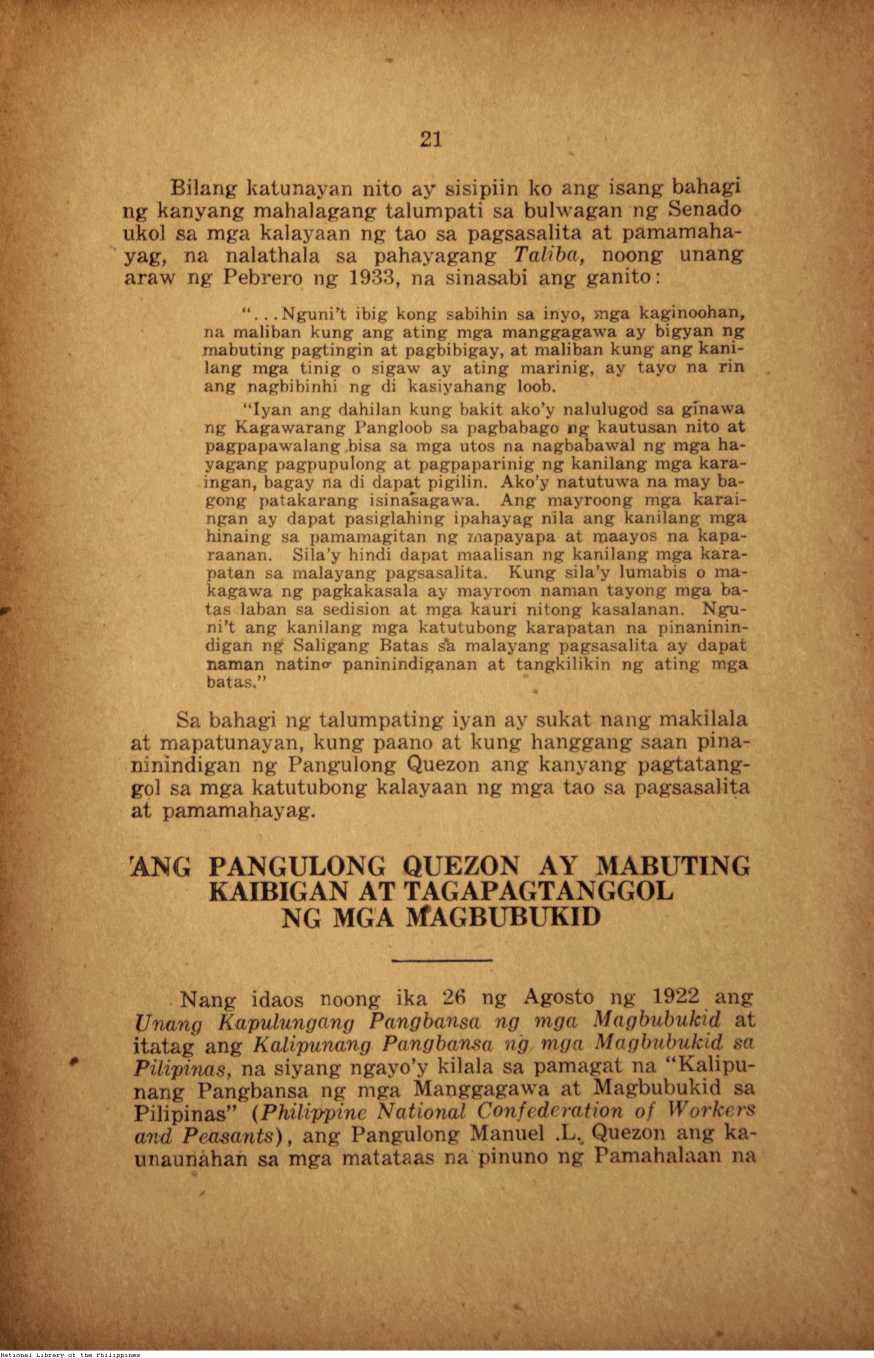 21
Bilang katunayan nito ay sisipiin ko ang isang bahagi
ng kanyang mahalagang talumpati sa bulwagan ng Senado
ukol sa mga kalayaan ng tao sa pagsasalita at pamamaha-
yag, na nalathala sa pahayagang Taliba, noong unang
araw ng Pebrero ng 1933, na sinasabi ang ganito:
“...Nguni’t ibig kong sabihin sa inyo, mga kaginoohan,
na maliban kung ang ating mga manggagawa ay bigyan ng
mabuting pagtingin at pagbibigay, at maliban kung ang kani-
lang mga tinig o sigaw ay ating marinig, ay tayo na rin
ang nagbibinhi ng di kasiyahang loob.
“Iyan ang dahilan kung bakit ako’y nalulugod sa ginawa
ng Kagawarang Pangloob sa pagbabago ng kautusan nito at
pagpapawalang bisa sa mga utos na nagbabawal ng mga ha-
yagang pagpupulong at pagpaparinig ng kanilang mga kara-
ingan, bagay na di dapat pigilin. Ako’y natutuwa na may ba-
gong patakarang isinasagawa. Ang mayroong mga karai-
ngan ay dapat pasiglahing ipahayag nila ang kanilang mga
hinaing sa pamamagitan ng mapayapa at maayos na kapa-
raanan. Sila’y hindi dapat maalisan ng kanilang mga kara-
patan sa malayang pagsasalita. Kung sila’y lumabis o ma-
kagawa ng pagkakasala ay mayroon naman tayong mga ba-
tas laban sa sedision at mga kauri nitong kasalanan. Ngu-
ni’t ang kanilang mga katutubong karapatan na pinaninin-
digan ng Saligang Batas sa malayang pagsasalita ay dapat
naman nating paninindiganan at tangkilikin ng ating mga
batas.”
Sa bahagi ng talumpating iyan ay sukat nang makilala
at mapatunayan, kung paano at kung hanggang saan pina-
ninindigan ng Pangulong Quezon ang kanyang pagtatang-
gol sa mga katutubong kalayaan ng mga tao sa pagsasalita
at pamamahayag.
ANG PANGULONG QUEZON AY MABUTING
KAIBIGAN AT TAGAPAGTANGGOL
NG MGA MAGBUBUKID
Nang idaos noong ika 26 ng Agosto ng 1922 ang
Unang Kapulungang Pangbansa ng mga Magbubukid at
itatag ang Kalipunang Pangbansa ng mga Magbubukid sa
Pilipinas, na siyang ngayo’y kilala sa pamagat na “Kalipu-
nang Pangbansa ng mga Manggagawa at Magbubukid sa
Pilipinas” (Philippine National Confederation of Workers
and Peasants), ang Pangulong Manuel L. Quezon ang ka-
unaunahan sa mga matataas na pinuno ng Pamahalaan na
National Library of the Philippines